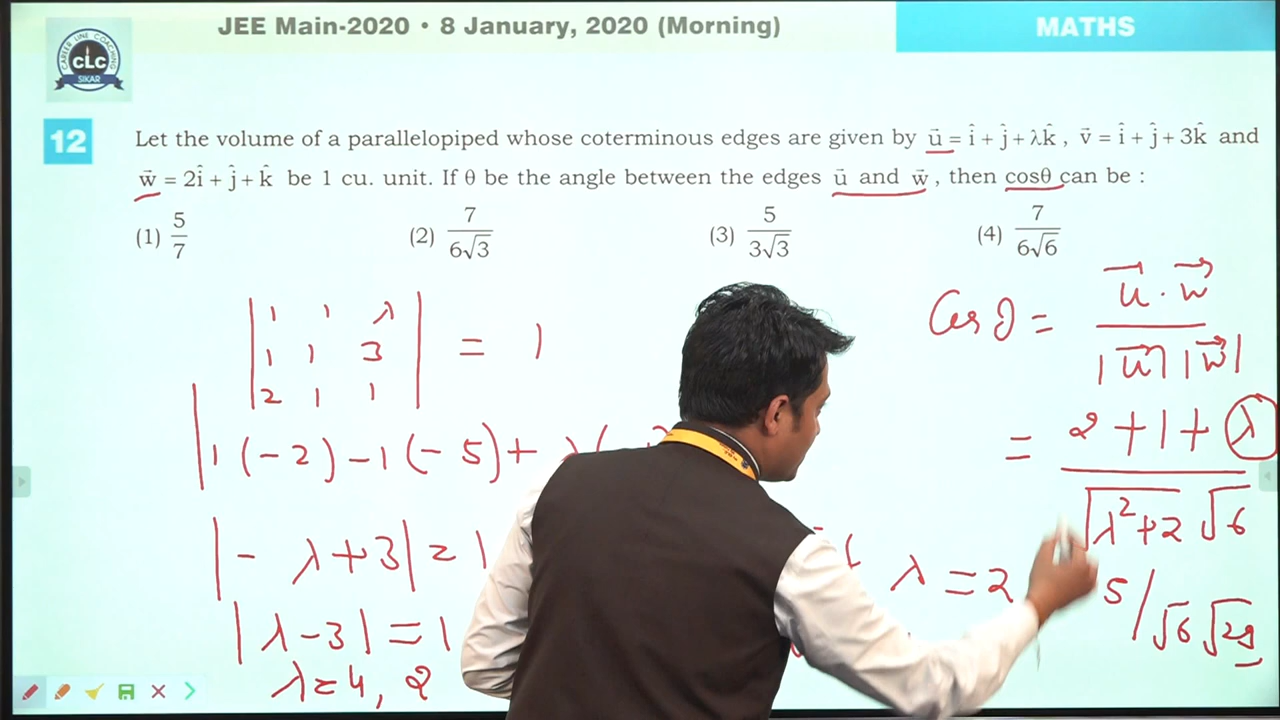 JEE Main-2020 • 8 January, 2020 (Morning)
MATHS
CAREER LINE COACHING
CLC
SIKAR
12
Let the volume of a parallelopiped whose coterminous edges are given by u⃗ = î + ĵ + λk̂ , v⃗ = î + ĵ + 3k̂ and
w⃗ = 2î + ĵ + k̂ be 1 cu. unit. If θ be the angle between the edges u⃗ and w⃗ , then cosθ can be :
(1) 5/7 (2) 7/(6√3) (3) 5/(3√3) (4) 7/(6√6)
|1 1 λ|
|1 1 3| = 1
|2 1 1|
|1(-2) -1(-5) + λ(
|- λ+3| = 1
|λ-3| = 1
λ=4, 2
Cos θ = u⃗ · w⃗ / |u⃗| |w⃗|
= 2+1+λ / √λ²+2 √6
λ = 2
5/√6 √